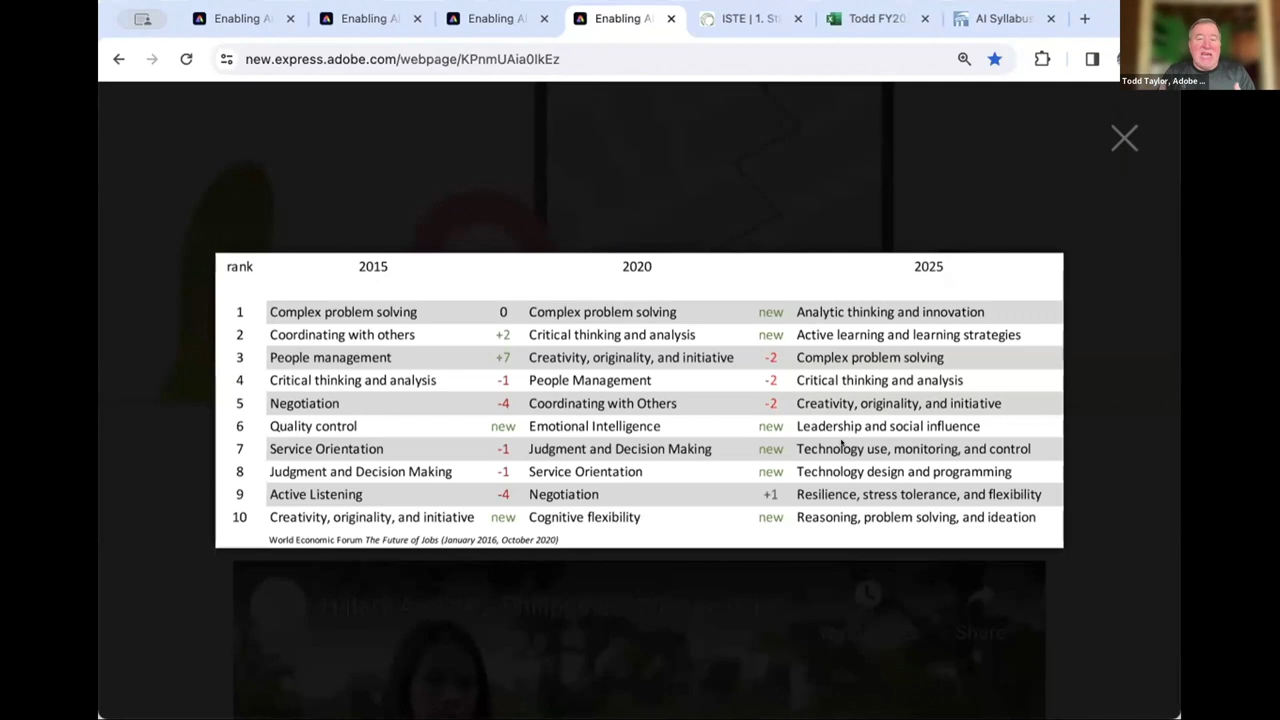 Enabling A
Enabling A
Enabling A
Enabling A
ISTE | 1. St
Todd FY20
AI Syllabus
new.express.adobe.com/webpage/KPnmUAia0lkEz
Todd Taylor, Adobe ...
rank 2015 2020 2025
1 Complex problem solving 0 Complex problem solving new Analytic thinking and innovation
2 Coordinating with others +2 Critical thinking and analysis new Active learning and learning strategies
3 People management +7 Creativity, originality, and initiative -2 Complex problem solving
4 Critical thinking and analysis -1 People Management -2 Critical thinking and analysis
5 Negotiation -4 Coordinating with Others -2 Creativity, originality, and initiative
6 Quality control new Emotional Intelligence new Leadership and social influence
7 Service Orientation -1 Judgment and Decision Making new Technology use, monitoring, and control
8 Judgment and Decision Making -1 Service Orientation new Technology design and programming
9 Active Listening -4 Negotiation +1 Resilience, stress tolerance, and flexibility
10 Creativity, originality, and initiative new Cognitive flexibility new Reasoning, problem solving, and ideation
World Economic Forum The Future of Jobs (January 2016, October 2020)
Share